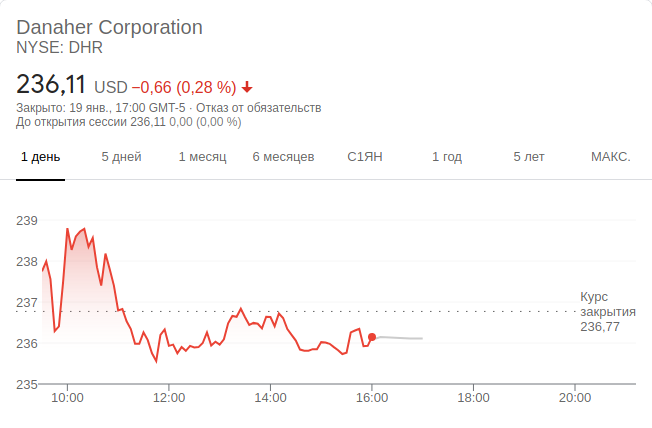 Danaher Corporation
NYSE: DHR
236,11 USD −0,66 (0,28 %)
Закрыто: 19 янв., 17:00 GMT-5 · Отказ от обязательств
До открытия сессии 236,11 0,00 (0,00 %)
1 день 5 дней 1 месяц 6 месяцев С1ЯН 1 год 5 лет МАКС.
239
238
237
236
235
Курс
закрытия
236,77
10:00 12:00 14:00 16:00 18:00 20:00